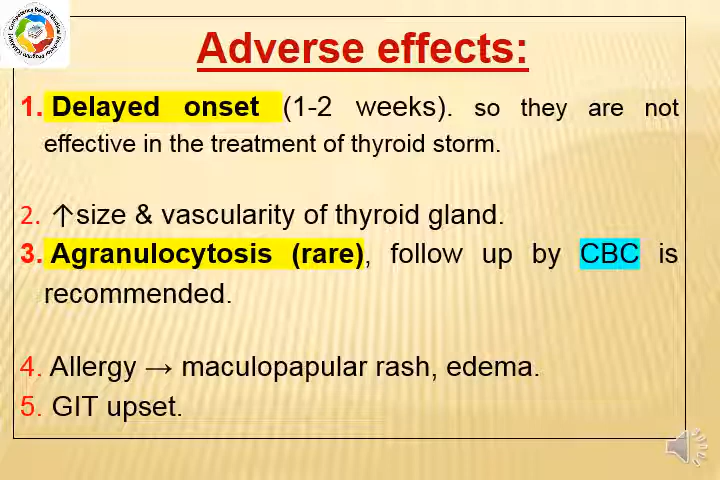 Adverse effects:
1. Delayed onset (1-2 weeks). so they are not
effective in the treatment of thyroid storm.
2. ↑size & vascularity of thyroid gland.
3. Agranulocytosis (rare), follow up by CBC is
recommended.
4. Allergy → maculopapular rash, edema.
5. GIT upset.